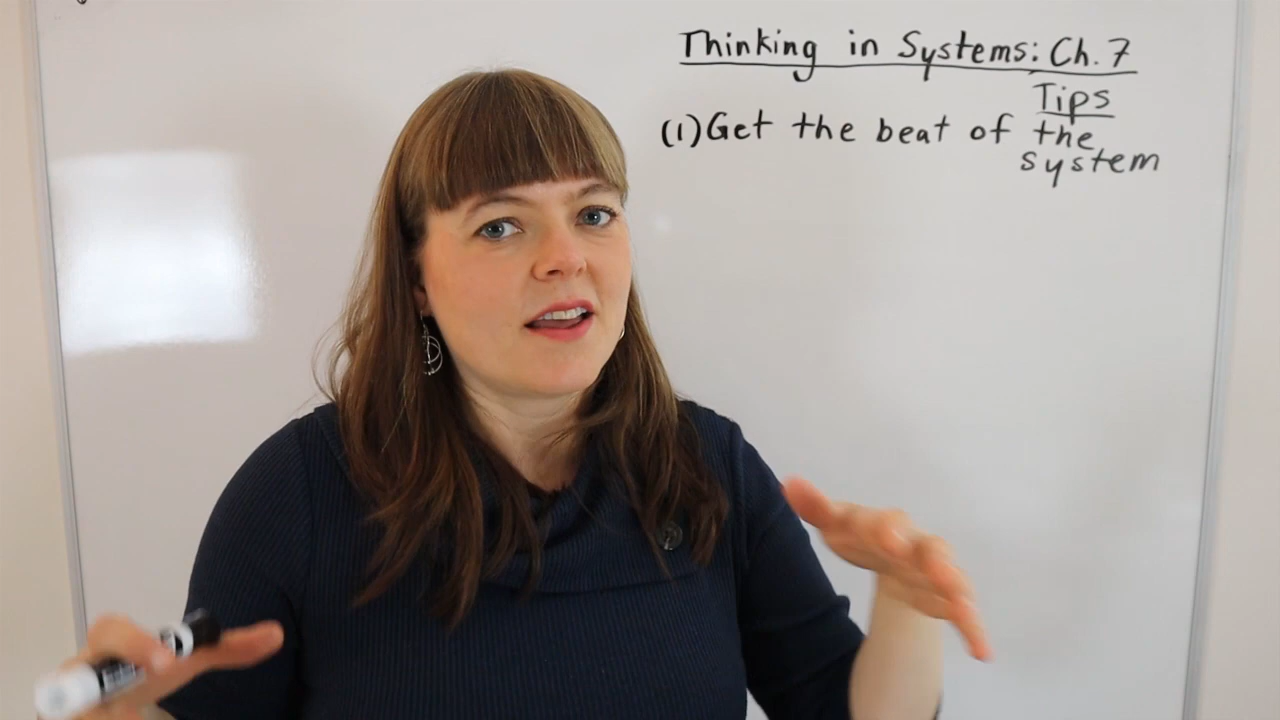 Thinking in Systems: Ch. 7
Tips
(1) Get the beat of the
system